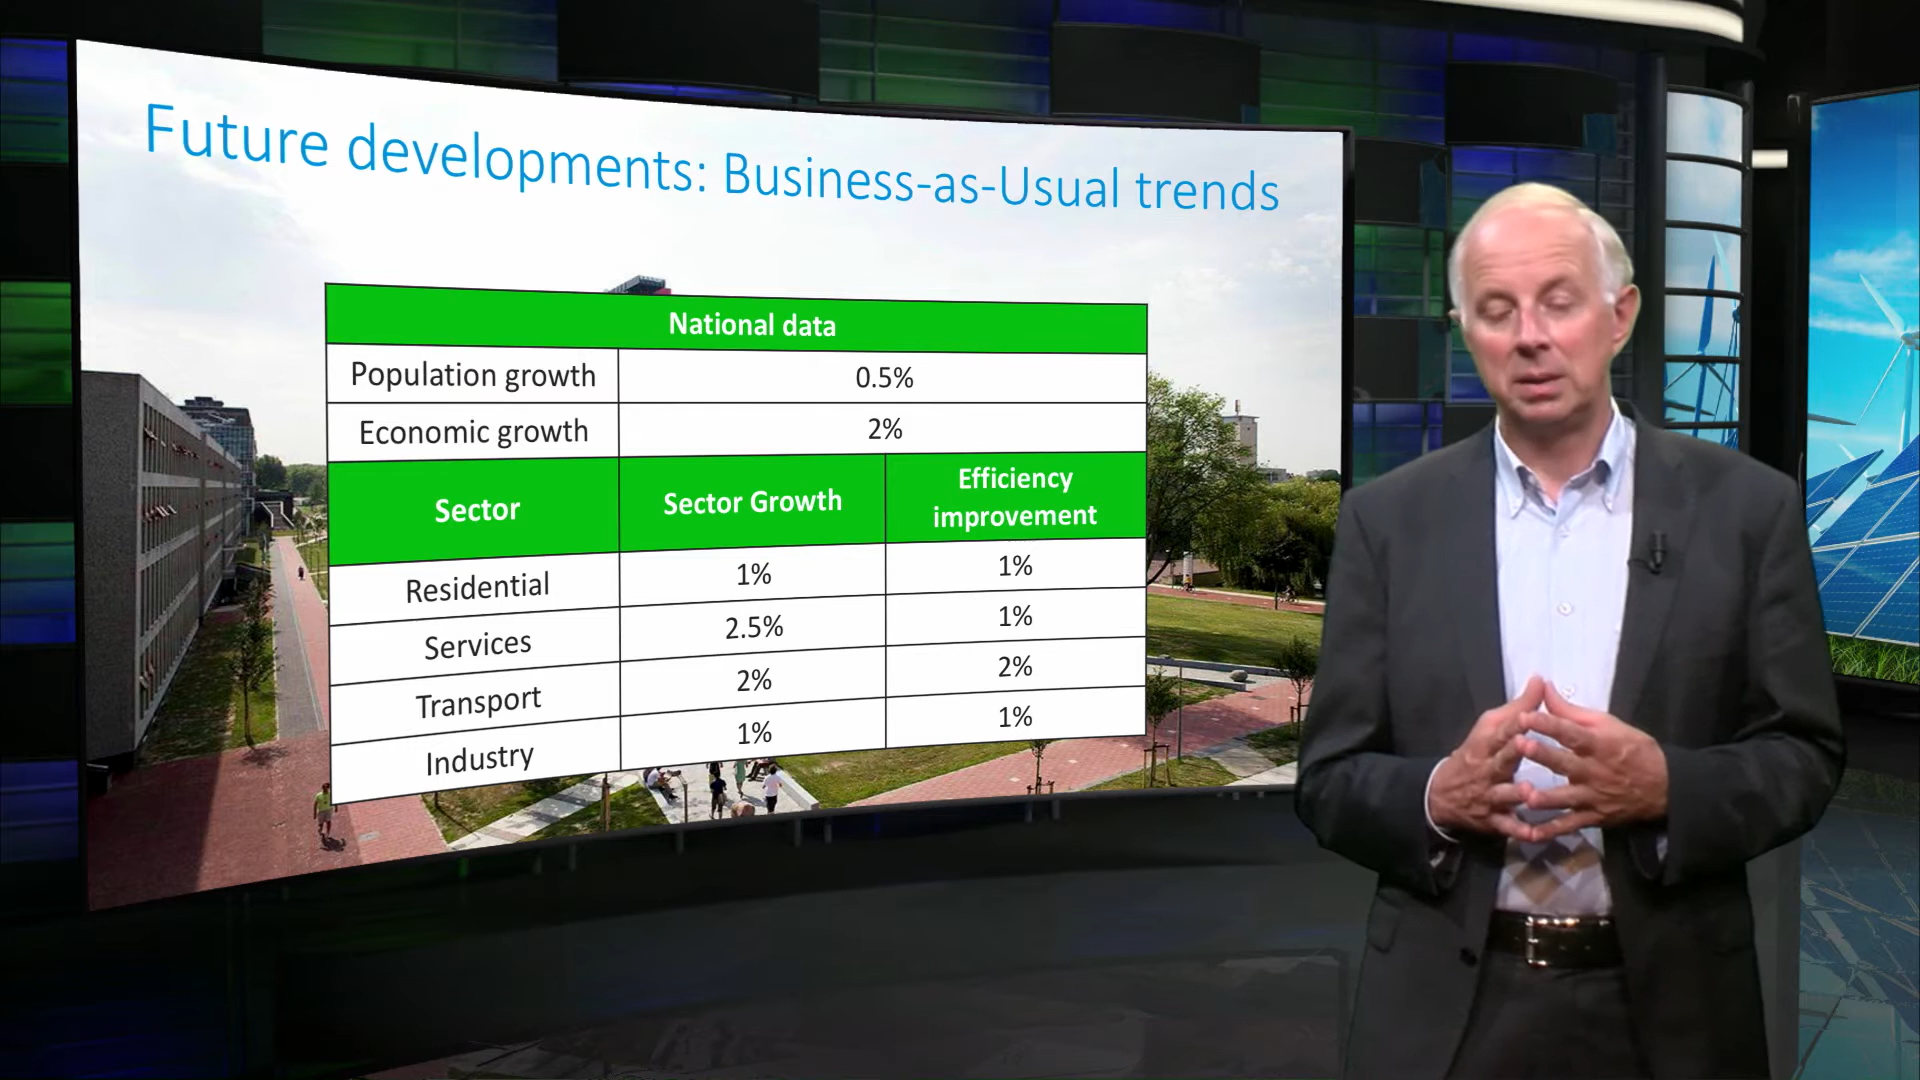 Future developments: Business-as-Usual trends
National data
Population growth 0.5%
Economic growth 2%
Sector Sector Growth Efficiency improvement
Residential 1% 1%
Services 2.5% 1%
Transport 2% 2%
Industry 1% 1%